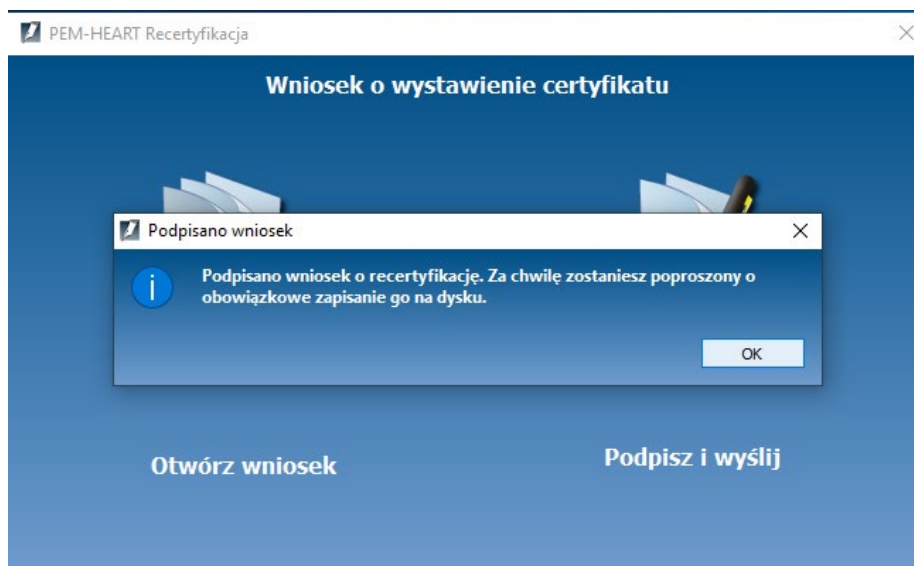 PEM-HEART Recertyfikacja
Wniosek o wystawienie certyfikatu
Podpisano wniosek
Podpisano wniosek o recertyfikację. Za chwilę zostaniesz poproszony o
obowiązkowe zapisanie go na dysku.
OK
Otwórz wniosek
Podpisz i wyślij